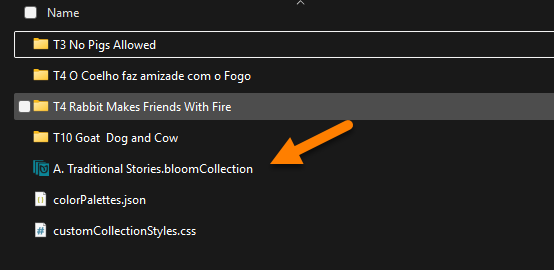 Name
T3 No Pigs Allowed
T4 O Coelho faz amizade com o Fogo
T4 Rabbit Makes Friends With Fire
T10 Goat  Dog and Cow
A. Traditional Stories.bloomCollection
colorPalettes.json
customCollectionStyles.css